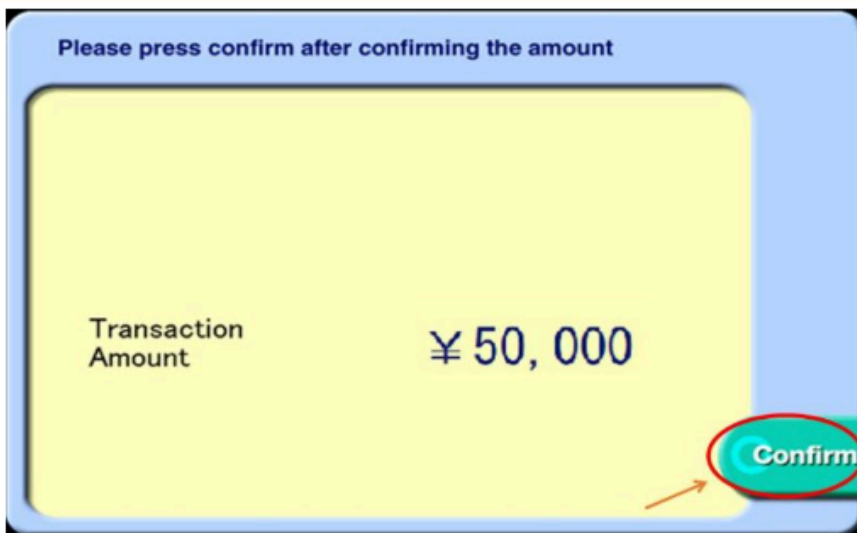 Please press confirm after confirming the amount
Transaction
Amount
¥50,000
Confirm